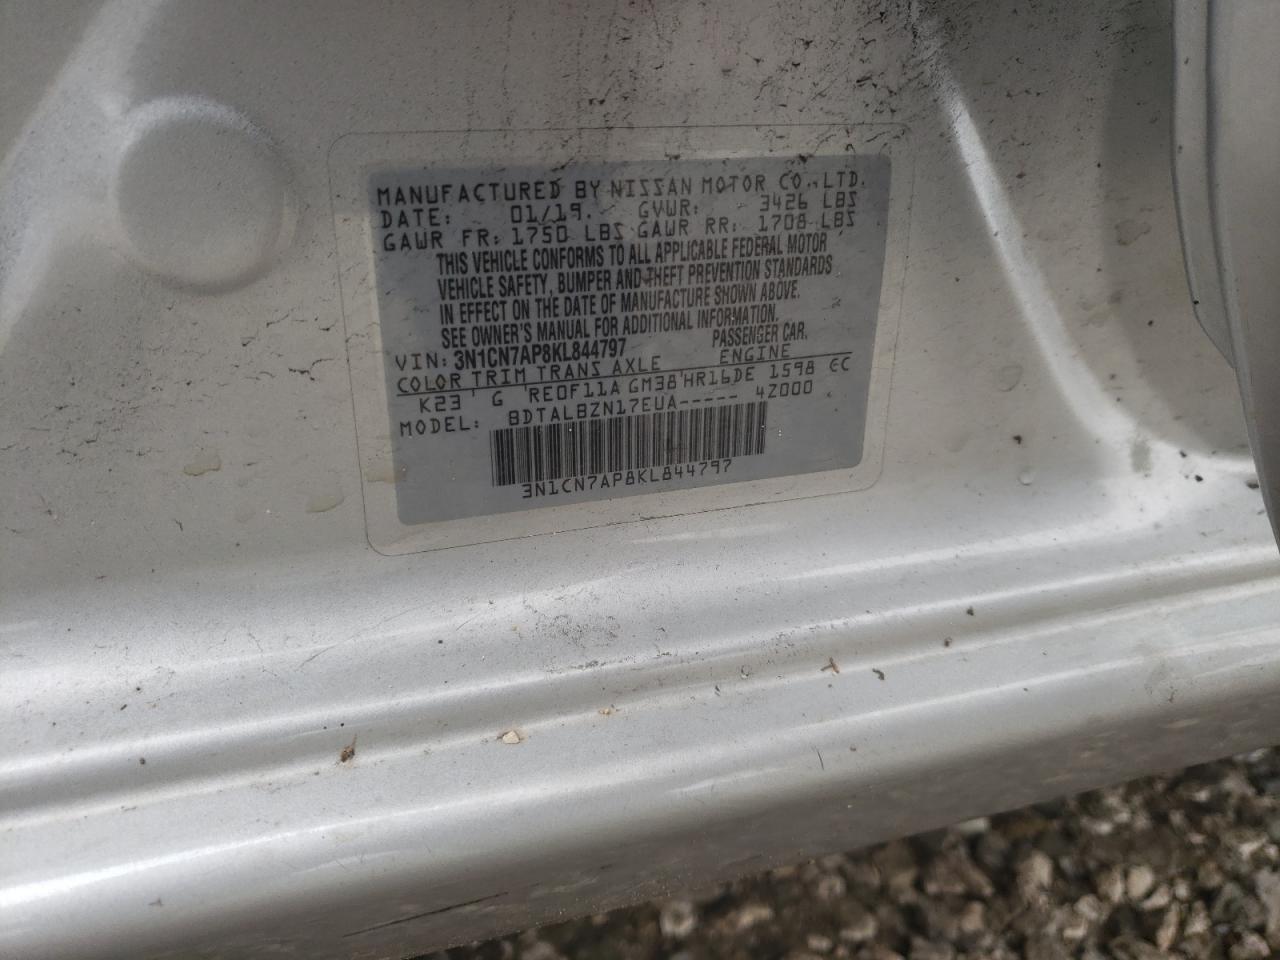 MANUFACTURED BY NISSAN MOTOR CO.,LTD.
DATE: 01/19. GVWR: 3426 LBS
GAWR FR: 1750 LBS GAWR RR: 1708 LBS
THIS VEHICLE CONFORMS TO ALL APPLICABLE FEDERAL MOTOR
VEHICLE SAFETY, BUMPER AND THEFT PREVENTION STANDARDS
IN EFFECT ON THE DATE OF MANUFACTURE SHOWN ABOVE.
SEE OWNER'S MANUAL FOR ADDITIONAL INFORMATION.
VIN: 3N1CN7AP8KL844797 PASSENGER CAR.
COLOR TRIM TRANS AXLE ENGINE
K23 ' G 'RE0F11A GM38'HR16DE 1598 CC
MODEL: BDTALBZN17EUA----- 4Z000
3N1CN7AP8KL844797